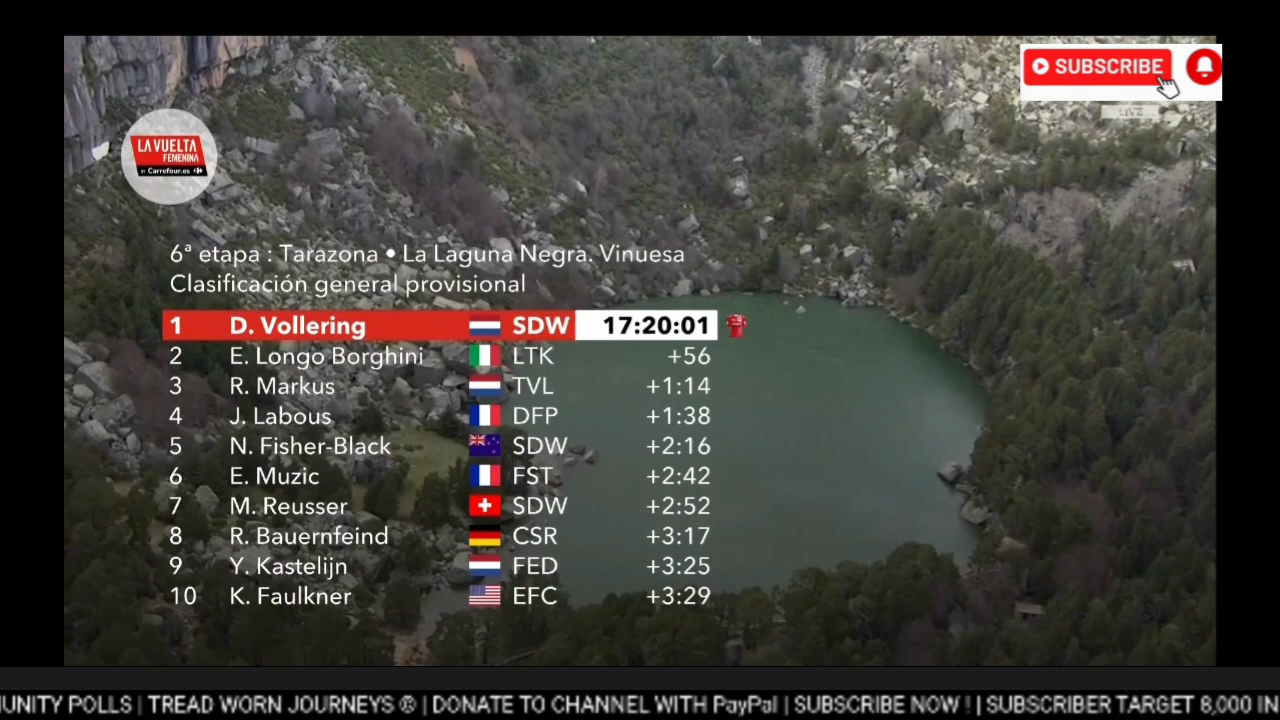 SUBSCRIBE
LIVE
LA VUELTA
FEMENINA
Carrefour.es
6ª etapa : Tarazona • La Laguna Negra. Vinuesa
Clasificación general provisional
1 D. Vollering SDW 17:20:01
2 E. Longo Borghini LTK +56
3 R. Markus TVL +1:14
4 J. Labous DFP +1:38
5 N. Fisher-Black SDW +2:16
6 E. Muzic FST +2:42
7 M. Reusser SDW +2:52
8 R. Bauernfeind CSR +3:17
9 Y. Kastelijn FED +3:25
10 K. Faulkner EFC +3:29
UNITY POLLS | TREAD WORN JOURNEYS ® | DONATE TO CHANNEL WITH PayPal | SUBSCRIBE NOW ! | SUBSCRIBER TARGET 8,000 IN